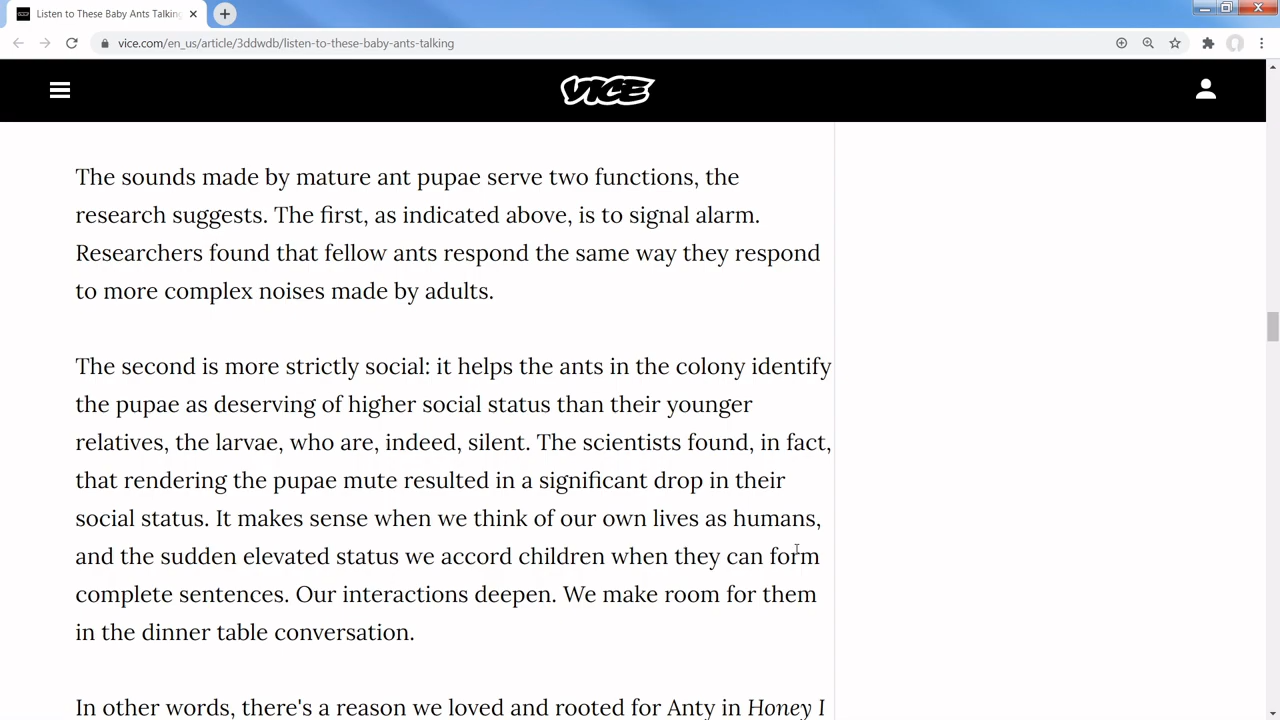 Listen to These Baby Ants Talking
vice.com/en_us/article/3ddwdb/listen-to-these-baby-ants-talking
VICE
The sounds made by mature ant pupae serve two functions, the
research suggests. The first, as indicated above, is to signal alarm.
Researchers found that fellow ants respond the same way they respond
to more complex noises made by adults.
The second is more strictly social: it helps the ants in the colony identify
the pupae as deserving of higher social status than their younger
relatives, the larvae, who are, indeed, silent. The scientists found, in fact,
that rendering the pupae mute resulted in a significant drop in their
social status. It makes sense when we think of our own lives as humans,
and the sudden elevated status we accord children when they can form
complete sentences. Our interactions deepen. We make room for them
in the dinner table conversation.
In other words, there's a reason we loved and rooted for Anty in Honey I